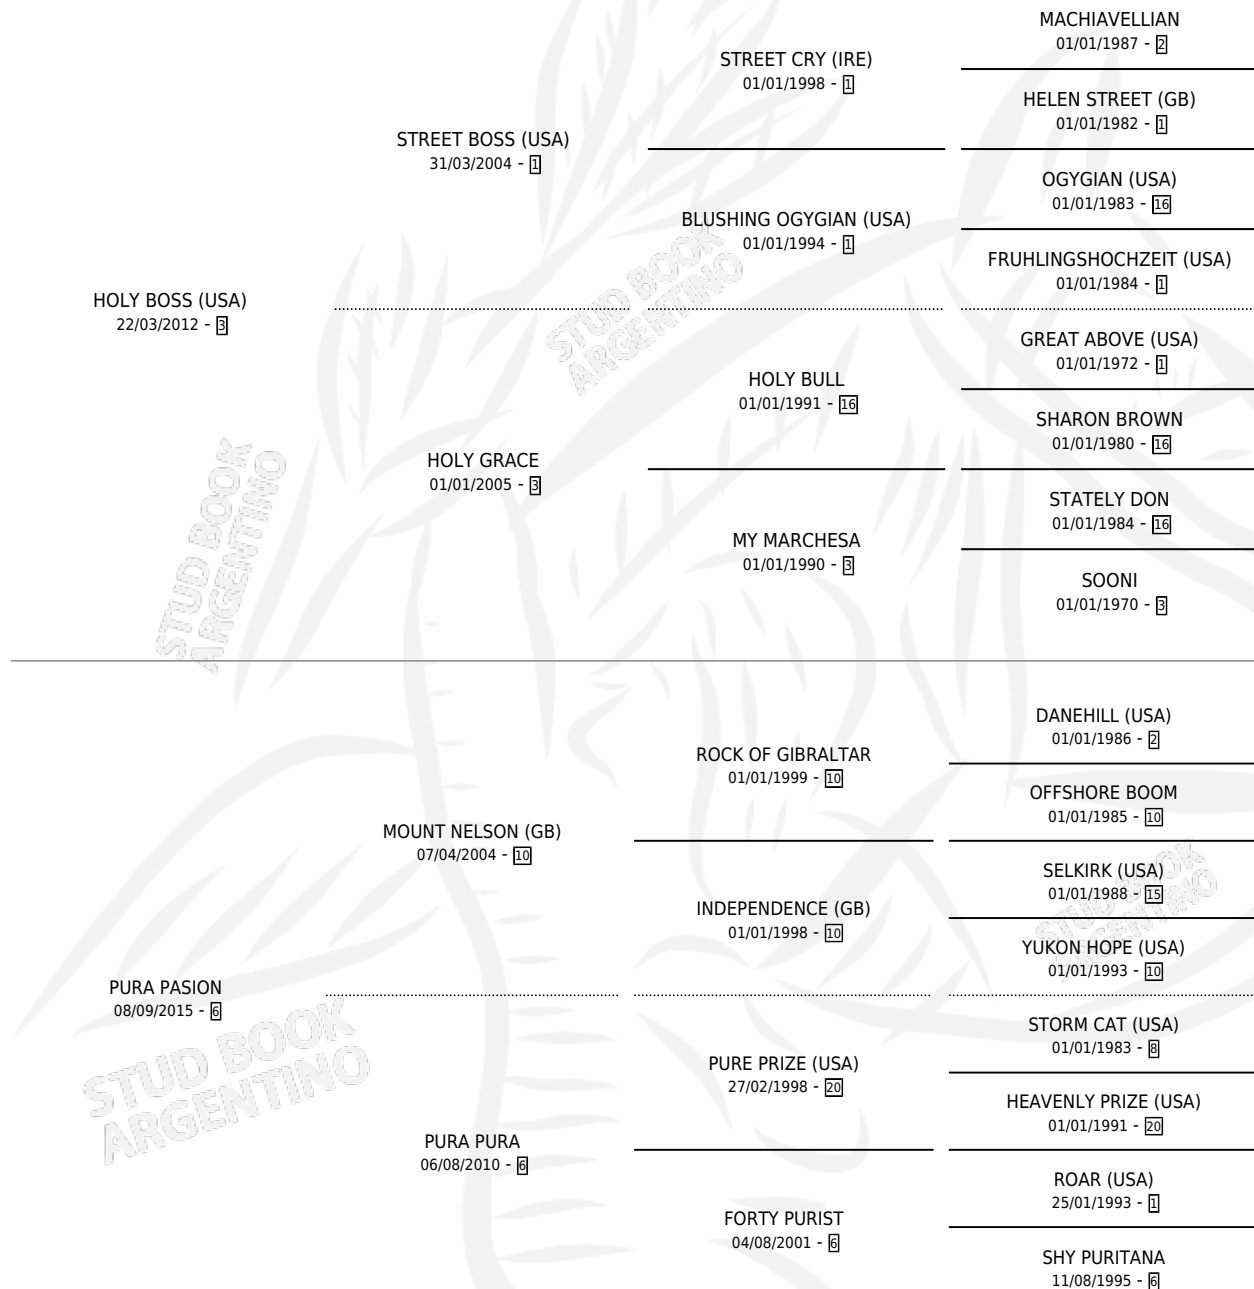 MACHIAVELLIAN
01/01/1987 - 2
STREET CRY (IRE)
01/01/1998 - 1
HELEN STREET (GB)
01/01/1982 - 1
STREET BOSS (USA)
31/03/2004 - 1
OGYGIAN (USA)
01/01/1983 - 16
BLUSHING OGYGIAN (USA)
01/01/1994 - 1
FRUHLINGSHOCHZEIT (USA)
01/01/1984 - 1
HOLY BOSS (USA)
22/03/2012 - 3
GREAT ABOVE (USA)
01/01/1972 - 1
HOLY BULL
01/01/1991 - 16
SHARON BROWN
01/01/1980 - 16
HOLY GRACE
01/01/2005 - 3
STATELY DON
01/01/1984 - 16
MY MARCHESA
01/01/1990 - 3
SOONI
01/01/1970 - 3
DANEHILL (USA)
01/01/1986 - 2
ROCK OF GIBRALTAR
01/01/1999 - 10
OFFSHORE BOOM
01/01/1985 - 10
MOUNT NELSON (GB)
07/04/2004 - 10
SELKIRK (USA)
01/01/1988 - 15
INDEPENDENCE (GB)
01/01/1998 - 10
YUKON HOPE (USA)
01/01/1993 - 10
PURA PASION
08/09/2015 - 6
STORM CAT (USA)
01/01/1983 - 8
PURE PRIZE (USA)
27/02/1998 - 20
HEAVENLY PRIZE (USA)
01/01/1991 - 20
PURA PURA
06/08/2010 - 6
ROAR (USA)
25/01/1993 - 1
FORTY PURIST
04/08/2001 - 6
SHY PURITANA
11/08/1995 - 6
STUD BOOK
ARGENTINO
STUD BOOK
ARGENTINO
STUD BOOK
ARGENTINO
STUD BOOK
ARGENTINO